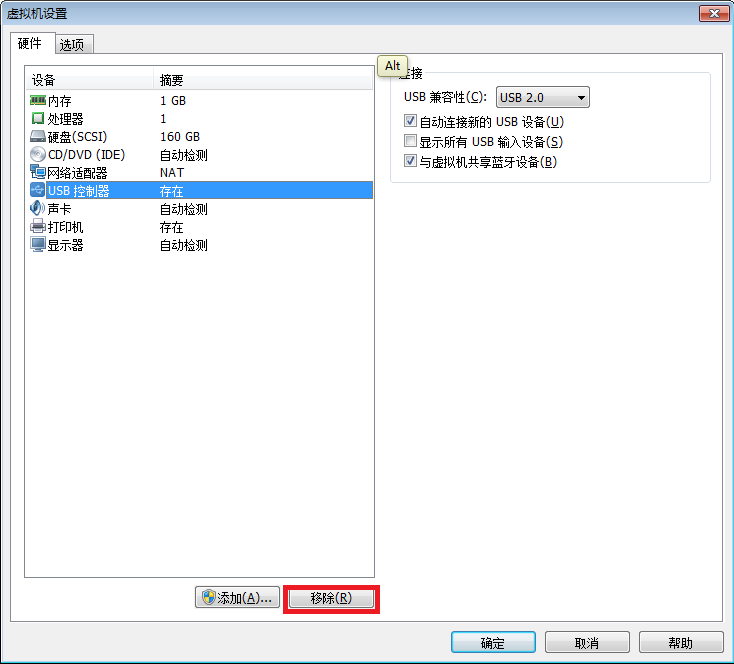 虚拟机设置
硬件 选项
设备 摘要
内存 1 GB
处理器 1
硬盘(SCSI) 160 GB
CD/DVD (IDE) 自动检测
网络适配器 NAT
USB 控制器 存在
声卡 自动检测
打印机 存在
显示器 自动检测
Alt
连接
USB 兼容性(C): USB 2.0
自动连接新的 USB 设备(U)
显示所有 USB 输入设备(S)
与虚拟机共享蓝牙设备(B)
添加(A)... 移除(R)
确定 取消 帮助